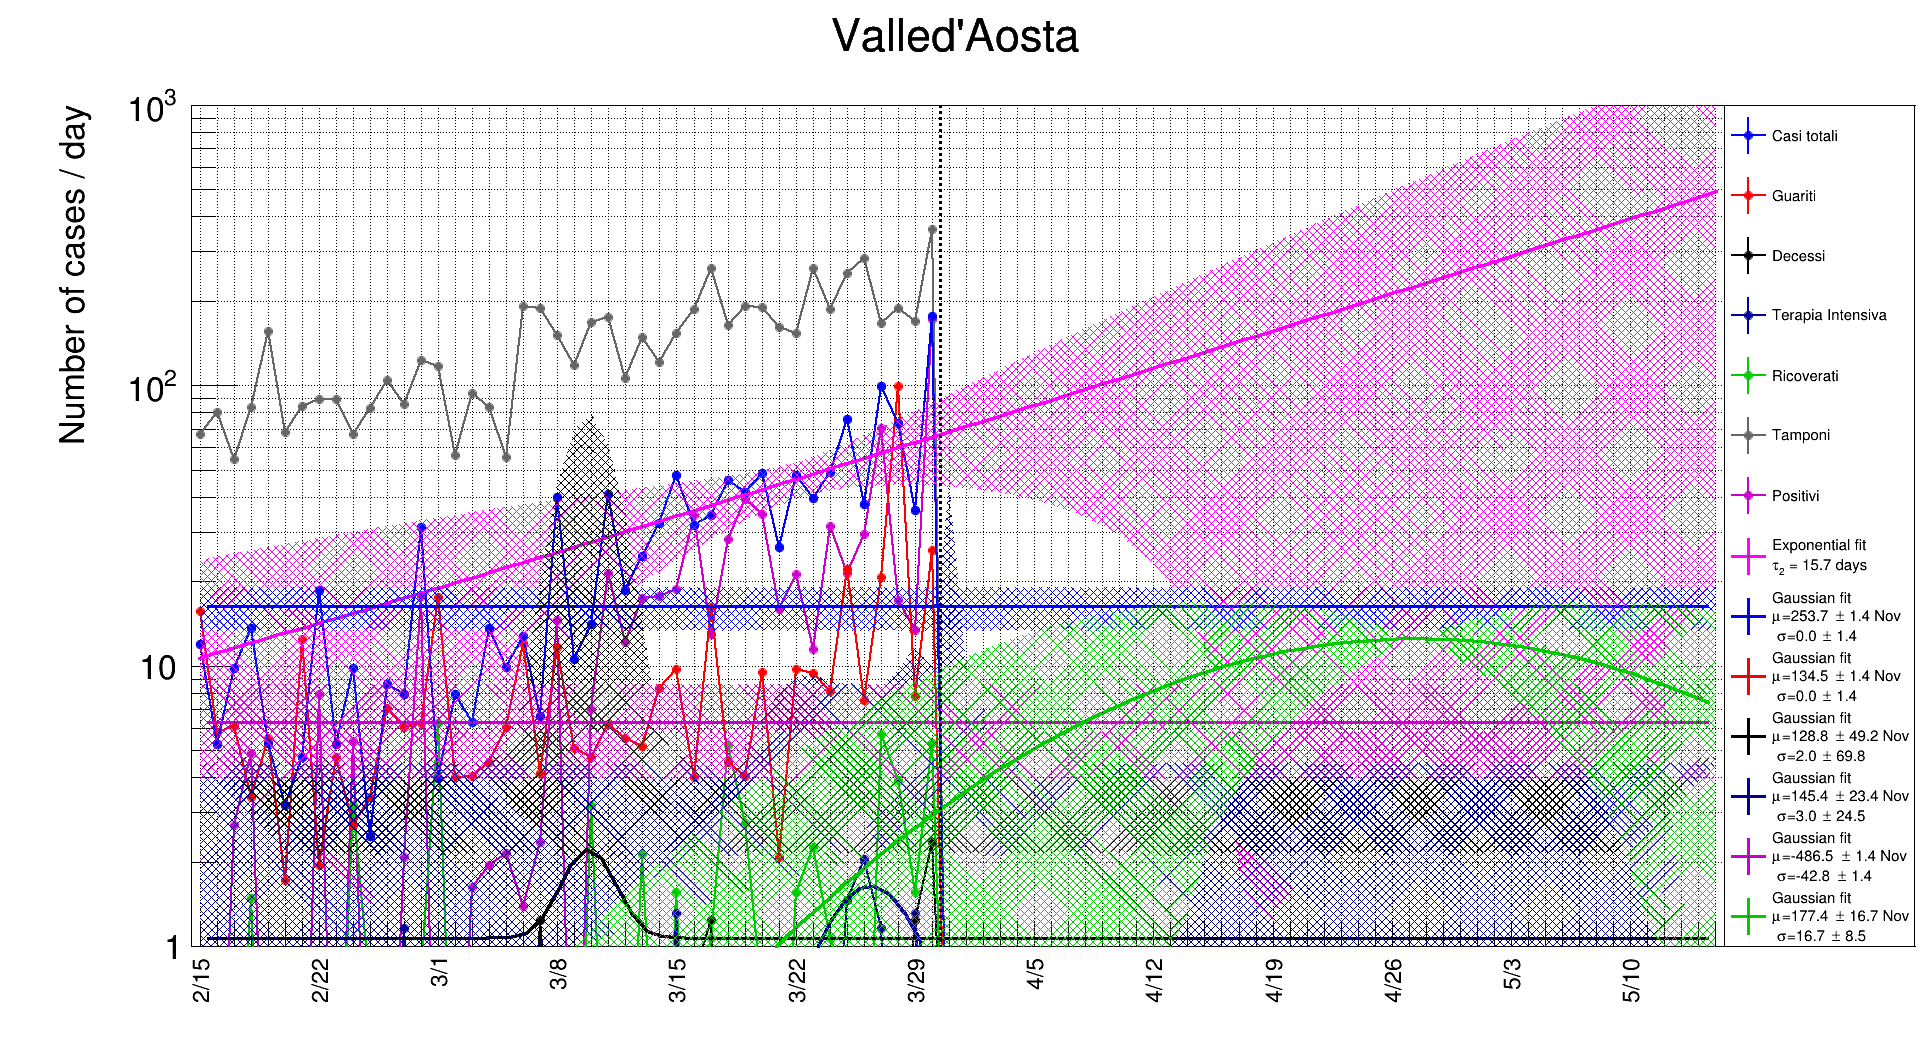 Valled'Aosta
Number of cases / day
10³
10²
10
1
2/15
2/22
3/1
3/8
3/15
3/22
3/29
4/5
4/12
4/19
4/26
5/3
5/10
Casi totali
Guariti
Decessi
Terapia Intensiva
Ricoverati
Tamponi
Positivi
Exponential fit
τ₂ = 15.7 days
Gaussian fit
μ=253.7 ± 1.4 Nov
σ=0.0 ± 1.4
Gaussian fit
μ=134.5 ± 1.4 Nov
σ=0.0 ± 1.4
Gaussian fit
μ=128.8 ± 49.2 Nov
σ=2.0 ± 69.8
Gaussian fit
μ=145.4 ± 23.4 Nov
σ=3.0 ± 24.5
Gaussian fit
μ=-486.5 ± 1.4 Nov
σ=-42.8 ± 1.4
Gaussian fit
μ=177.4 ± 16.7 Nov
σ=16.7 ± 8.5